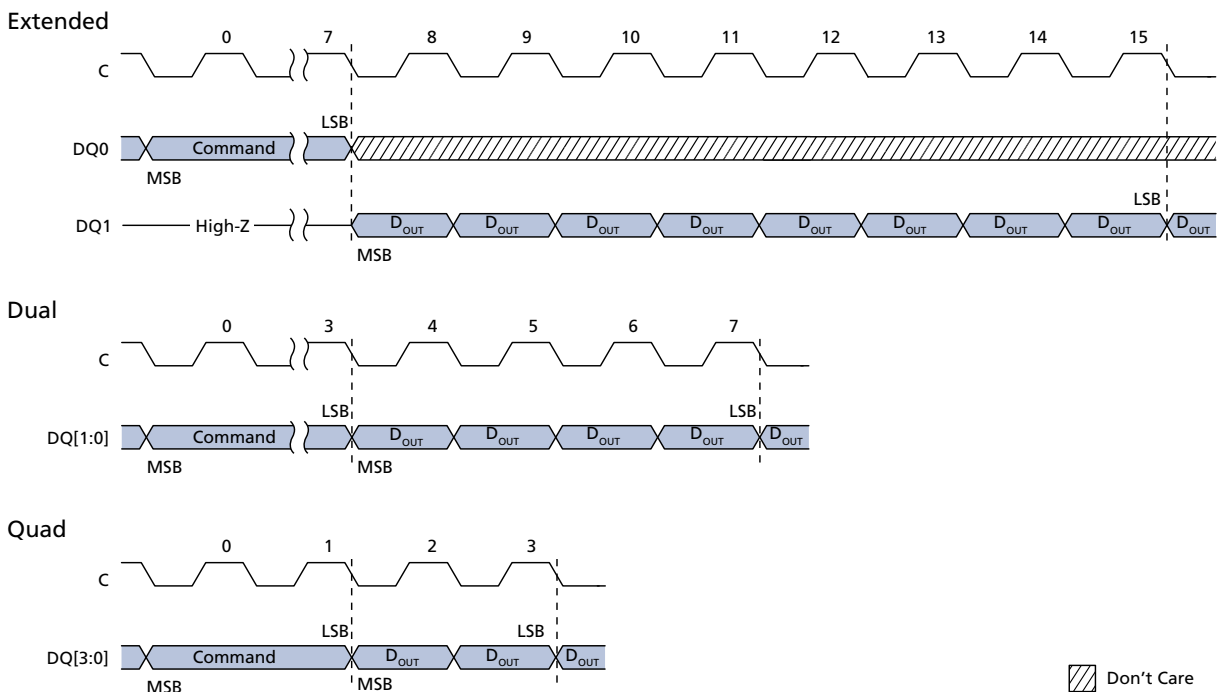 Extended
0 7 8 9 10 11 12 13 14 15
C
LSB
DQ0 Command
MSB
LSB
DQ1 High-Z DOUT DOUT DOUT DOUT DOUT DOUT DOUT DOUT DOUT
MSB
Dual
0 3 4 5 6 7
C
LSB LSB
DQ[1:0] Command DOUT DOUT DOUT DOUT DOUT
MSB MSB
Quad
0 1 2 3
C
LSB LSB
DQ[3:0] Command DOUT DOUT DOUT
MSB MSB
Don't Care